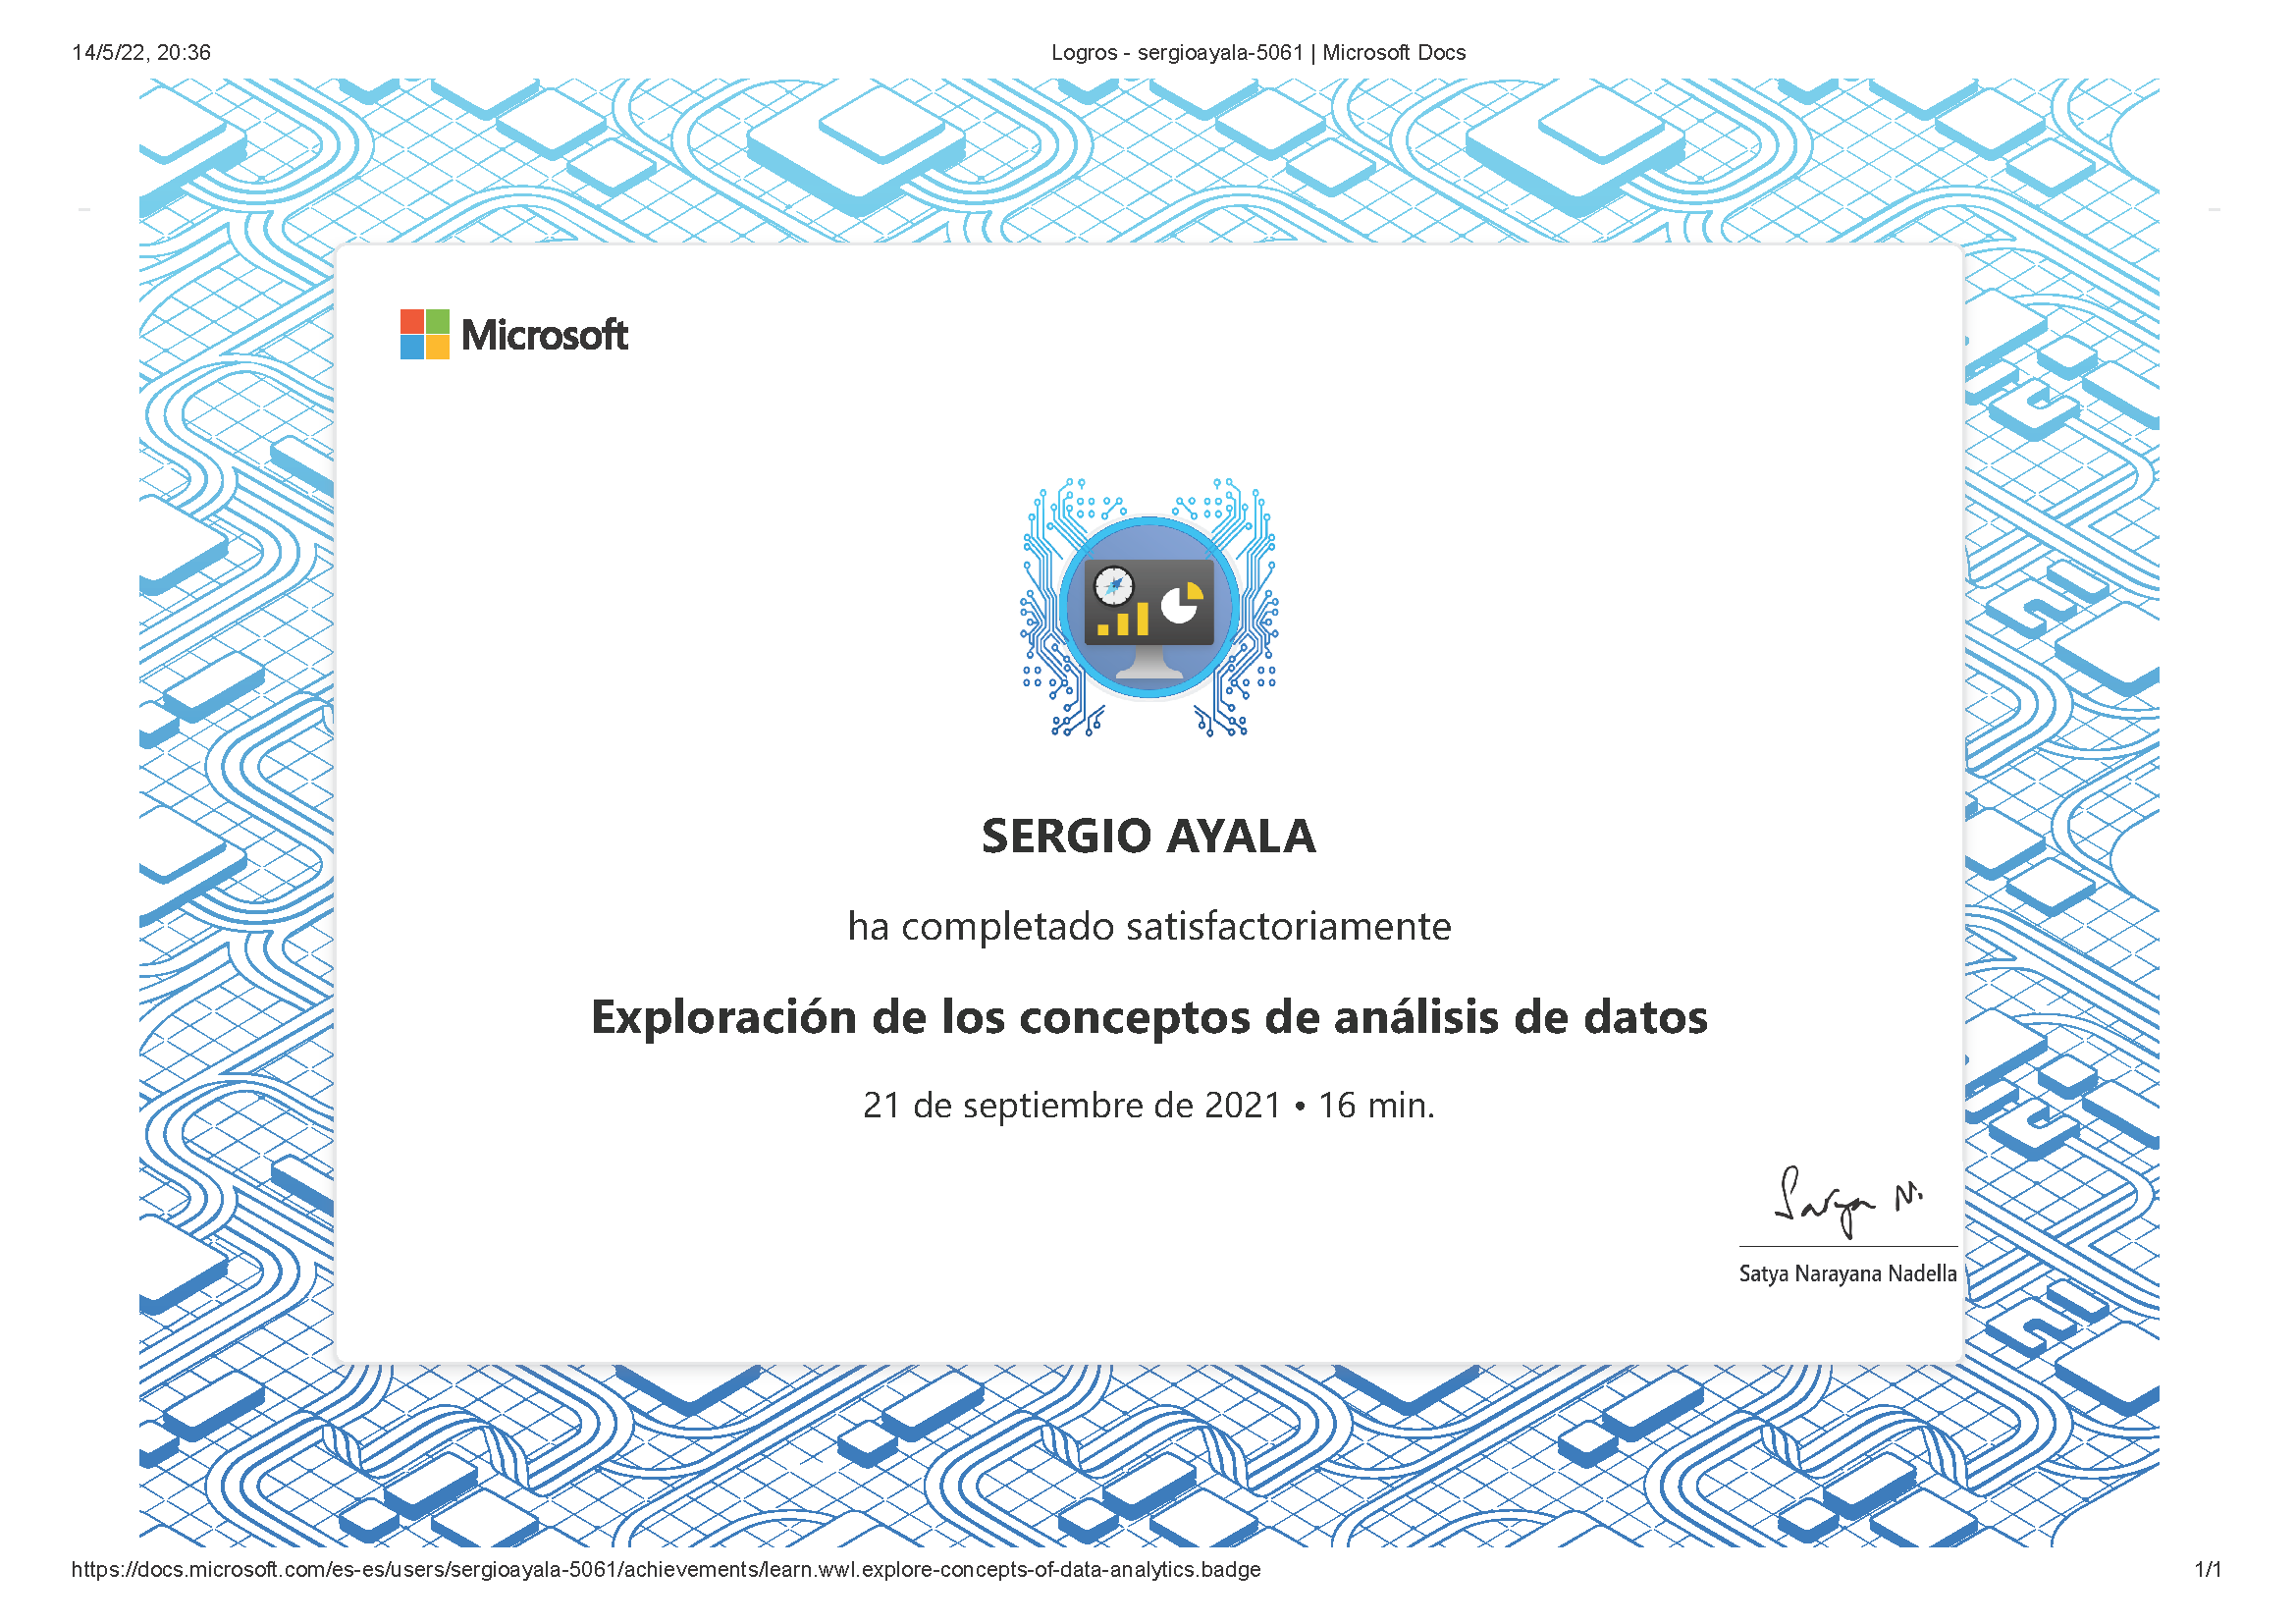 14/5/22, 20:36
Logros - sergioayala-5061 | Microsoft Docs
Microsoft
SERGIO AYALA
ha completado satisfactoriamente
Exploración de los conceptos de análisis de datos
21 de septiembre de 2021 • 16 min.
Satya N.
Satya Narayana Nadella
https://docs.microsoft.com/es-es/users/sergioayala-5061/achievements/learn.wwl.explore-concepts-of-data-analytics.badge
1/1